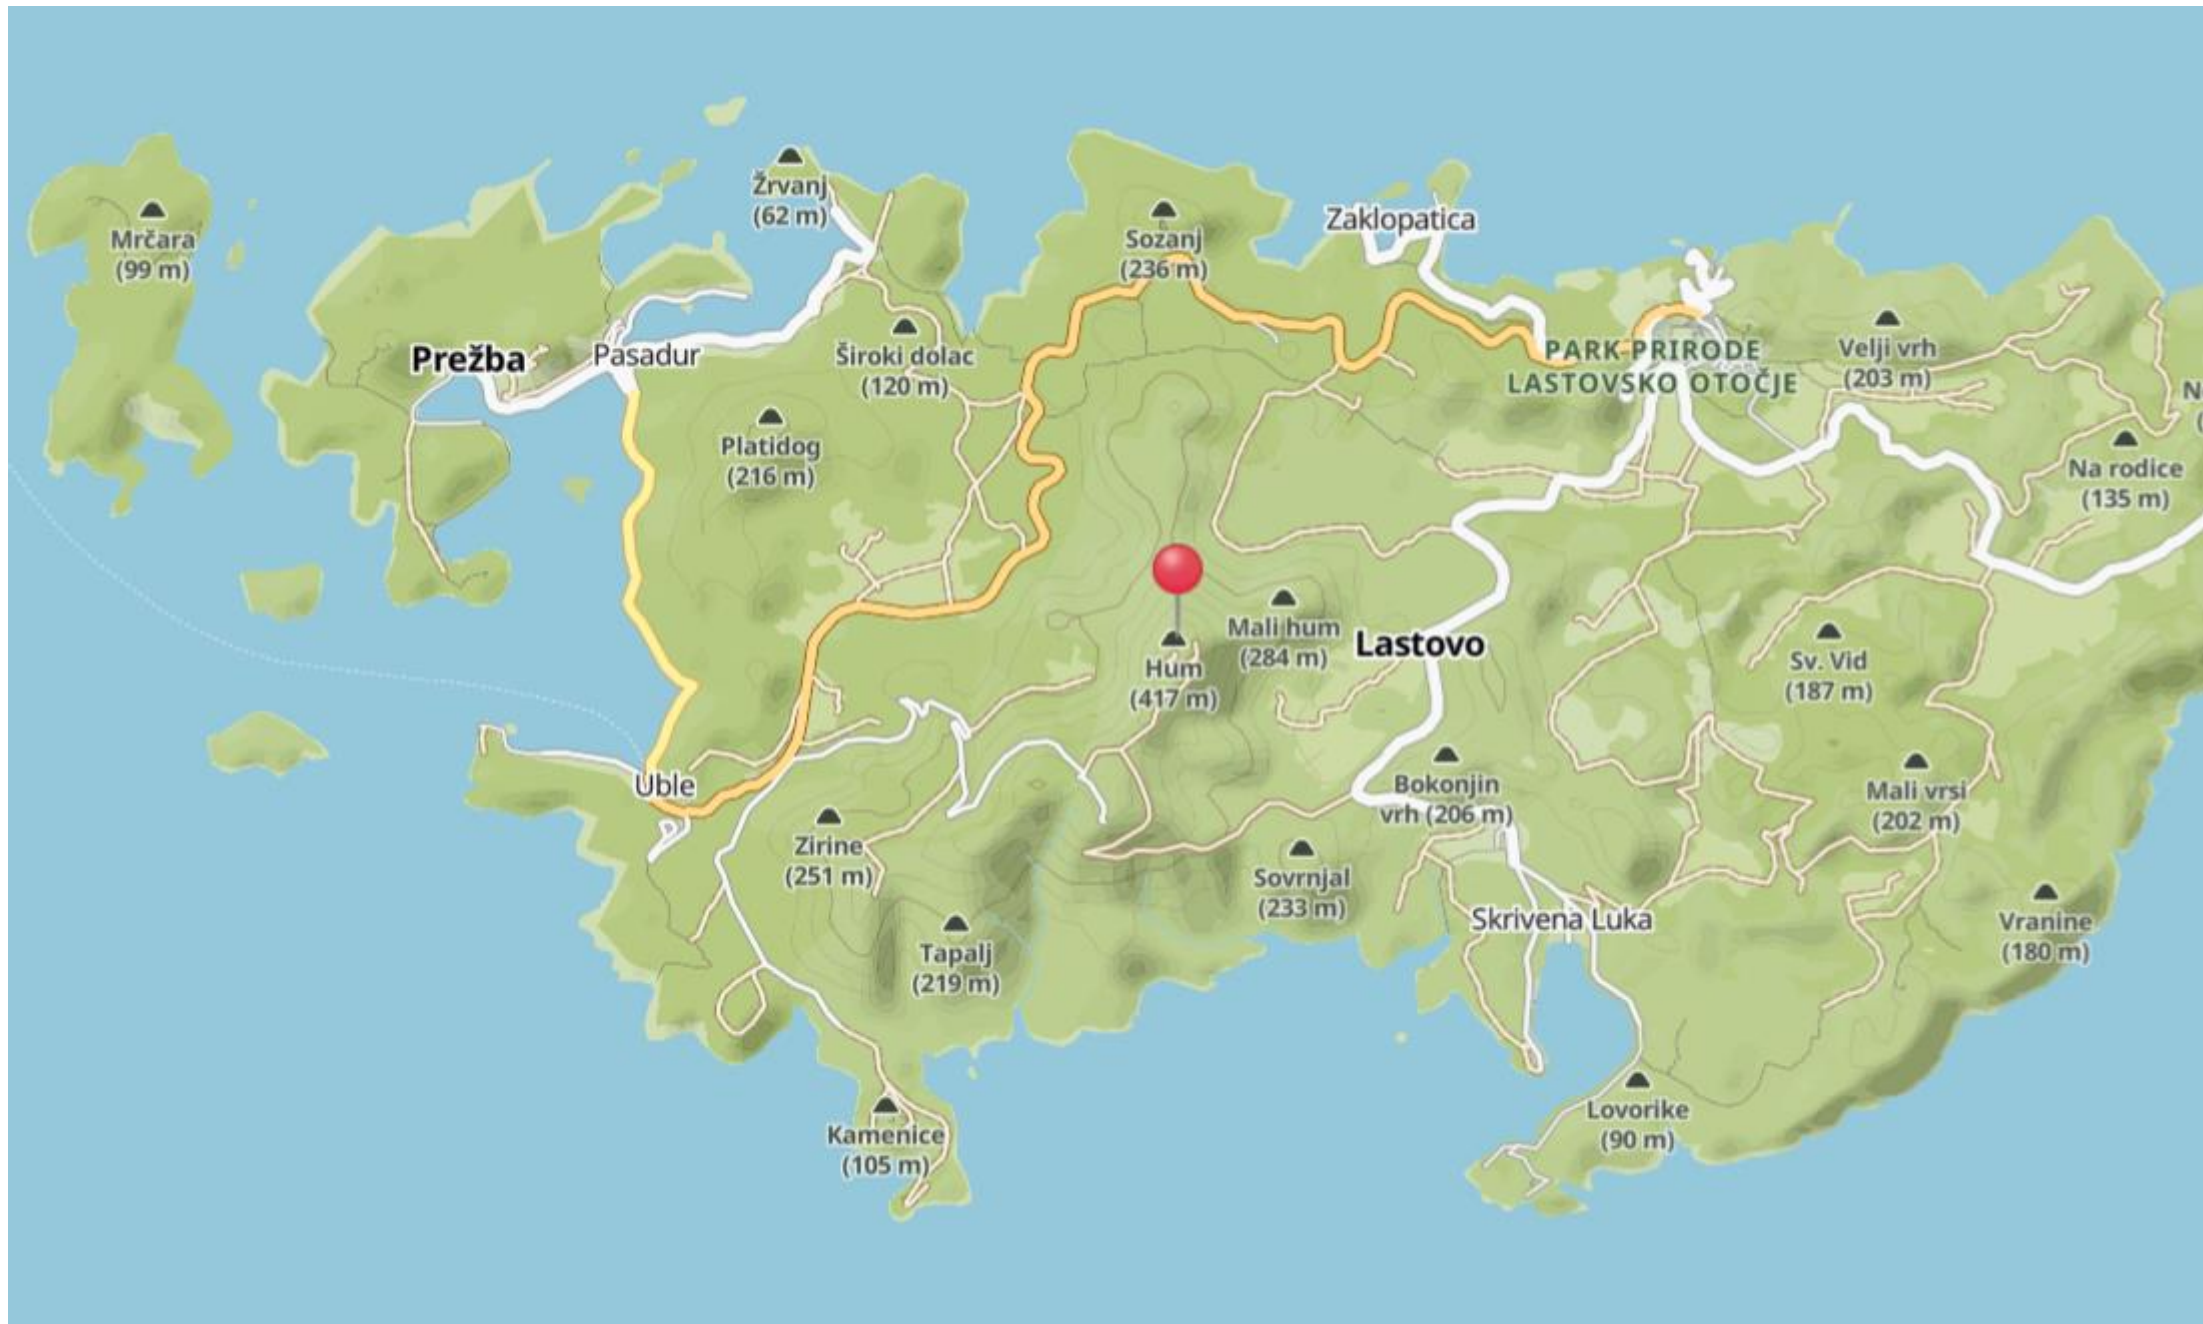 Žrvanj
(62 m)
Mrčara
(99 m)
Sozanj
(236 m)
Zaklopatica
Prežba
Pasadur
Široki dolac
(120 m)
PARK PRIRODE
LASTOVSKO OTOČJE
Velji vrh
(203 m)
N
(
Platidog
(216 m)
Na rodice
(135 m)
Hum
(417 m)
Mali hum
(284 m)
Lastovo
Sv. Vid
(187 m)
Uble
Zirine
(251 m)
Bokonjin
vrh (206 m)
Mali vrsi
(202 m)
Sovrnjal
(233 m)
Tapalj
(219 m)
Skrivena Luka
Vranine
(180 m)
Kamenice
(105 m)
Lovorike
(90 m)